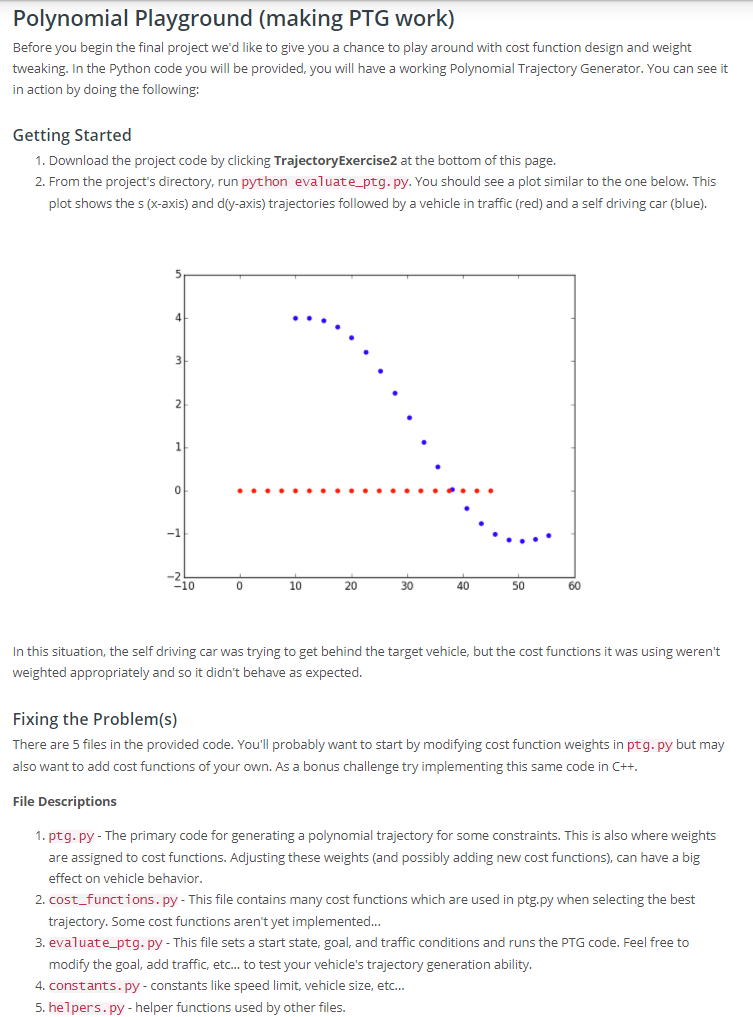 Polynomial Playground (making PTG work)
Before you begin the final project we'd like to give you a chance to play around with cost function design and weight
tweaking. In the Python code you will be provided, you will have a working Polynomial Trajectory Generator. You can see it
in action by doing the following:
Getting Started
1. Download the project code by clicking TrajectoryExercise2 at the bottom of this page.
2. From the project's directory, run python evaluate_ptg.py. You should see a plot similar to the one below. This
plot shows the s (x-axis) and d(y-axis) trajectories followed by a vehicle in traffic (red) and a self driving car (blue).
5
4
3
2
1
0
−1
−2
−10 0 10 20 30 40 50 60
In this situation, the self driving car was trying to get behind the target vehicle, but the cost functions it was using weren't
weighted appropriately and so it didn't behave as expected.
Fixing the Problem(s)
There are 5 files in the provided code. You'll probably want to start by modifying cost function weights in ptg.py but may
also want to add cost functions of your own. As a bonus challenge try implementing this same code in C++.
File Descriptions
1. ptg.py - The primary code for generating a polynomial trajectory for some constraints. This is also where weights
are assigned to cost functions. Adjusting these weights (and possibly adding new cost functions), can have a big
effect on vehicle behavior.
2. cost_functions.py - This file contains many cost functions which are used in ptg.py when selecting the best
trajectory. Some cost functions aren't yet implemented...
3. evaluate_ptg.py - This file sets a start state, goal, and traffic conditions and runs the PTG code. Feel free to
modify the goal, add traffic, etc... to test your vehicle's trajectory generation ability.
4. constants.py - constants like speed limit, vehicle size, etc...
5. helpers.py - helper functions used by other files.